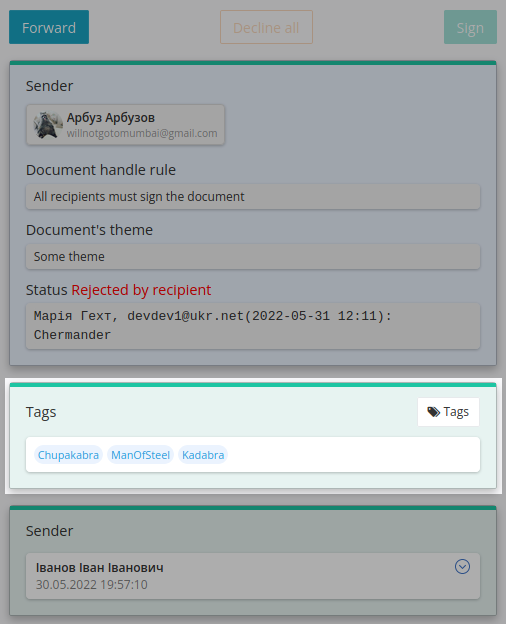 Forward Decline all Sign
Sender
Арбуз Арбузов
willnotgotomumbai@gmail.com
Document handle rule
All recipients must sign the document
Document's theme
Some theme
Status Rejected by recipient
Марія Гехт, devdev1@ukr.net(2022-05-31 12:11):
Chermander
Tags Tags
Chupakabra ManOfSteel Kadabra
Sender
Іванов Іван Іванович
30.05.2022 19:57:10